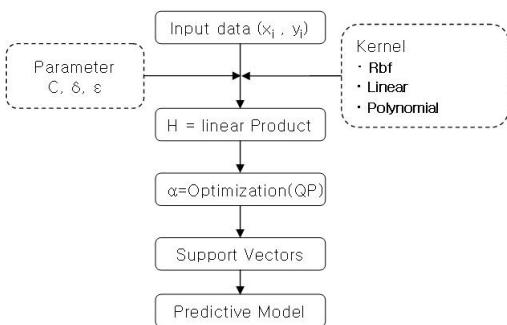 Input data (xᵢ , yᵢ)
Parameter
C, δ, ε
Kernel
· Rbf
· Linear
· Polynomial
H = linear Product
α=Optimization(QP)
Support Vectors
Predictive Model